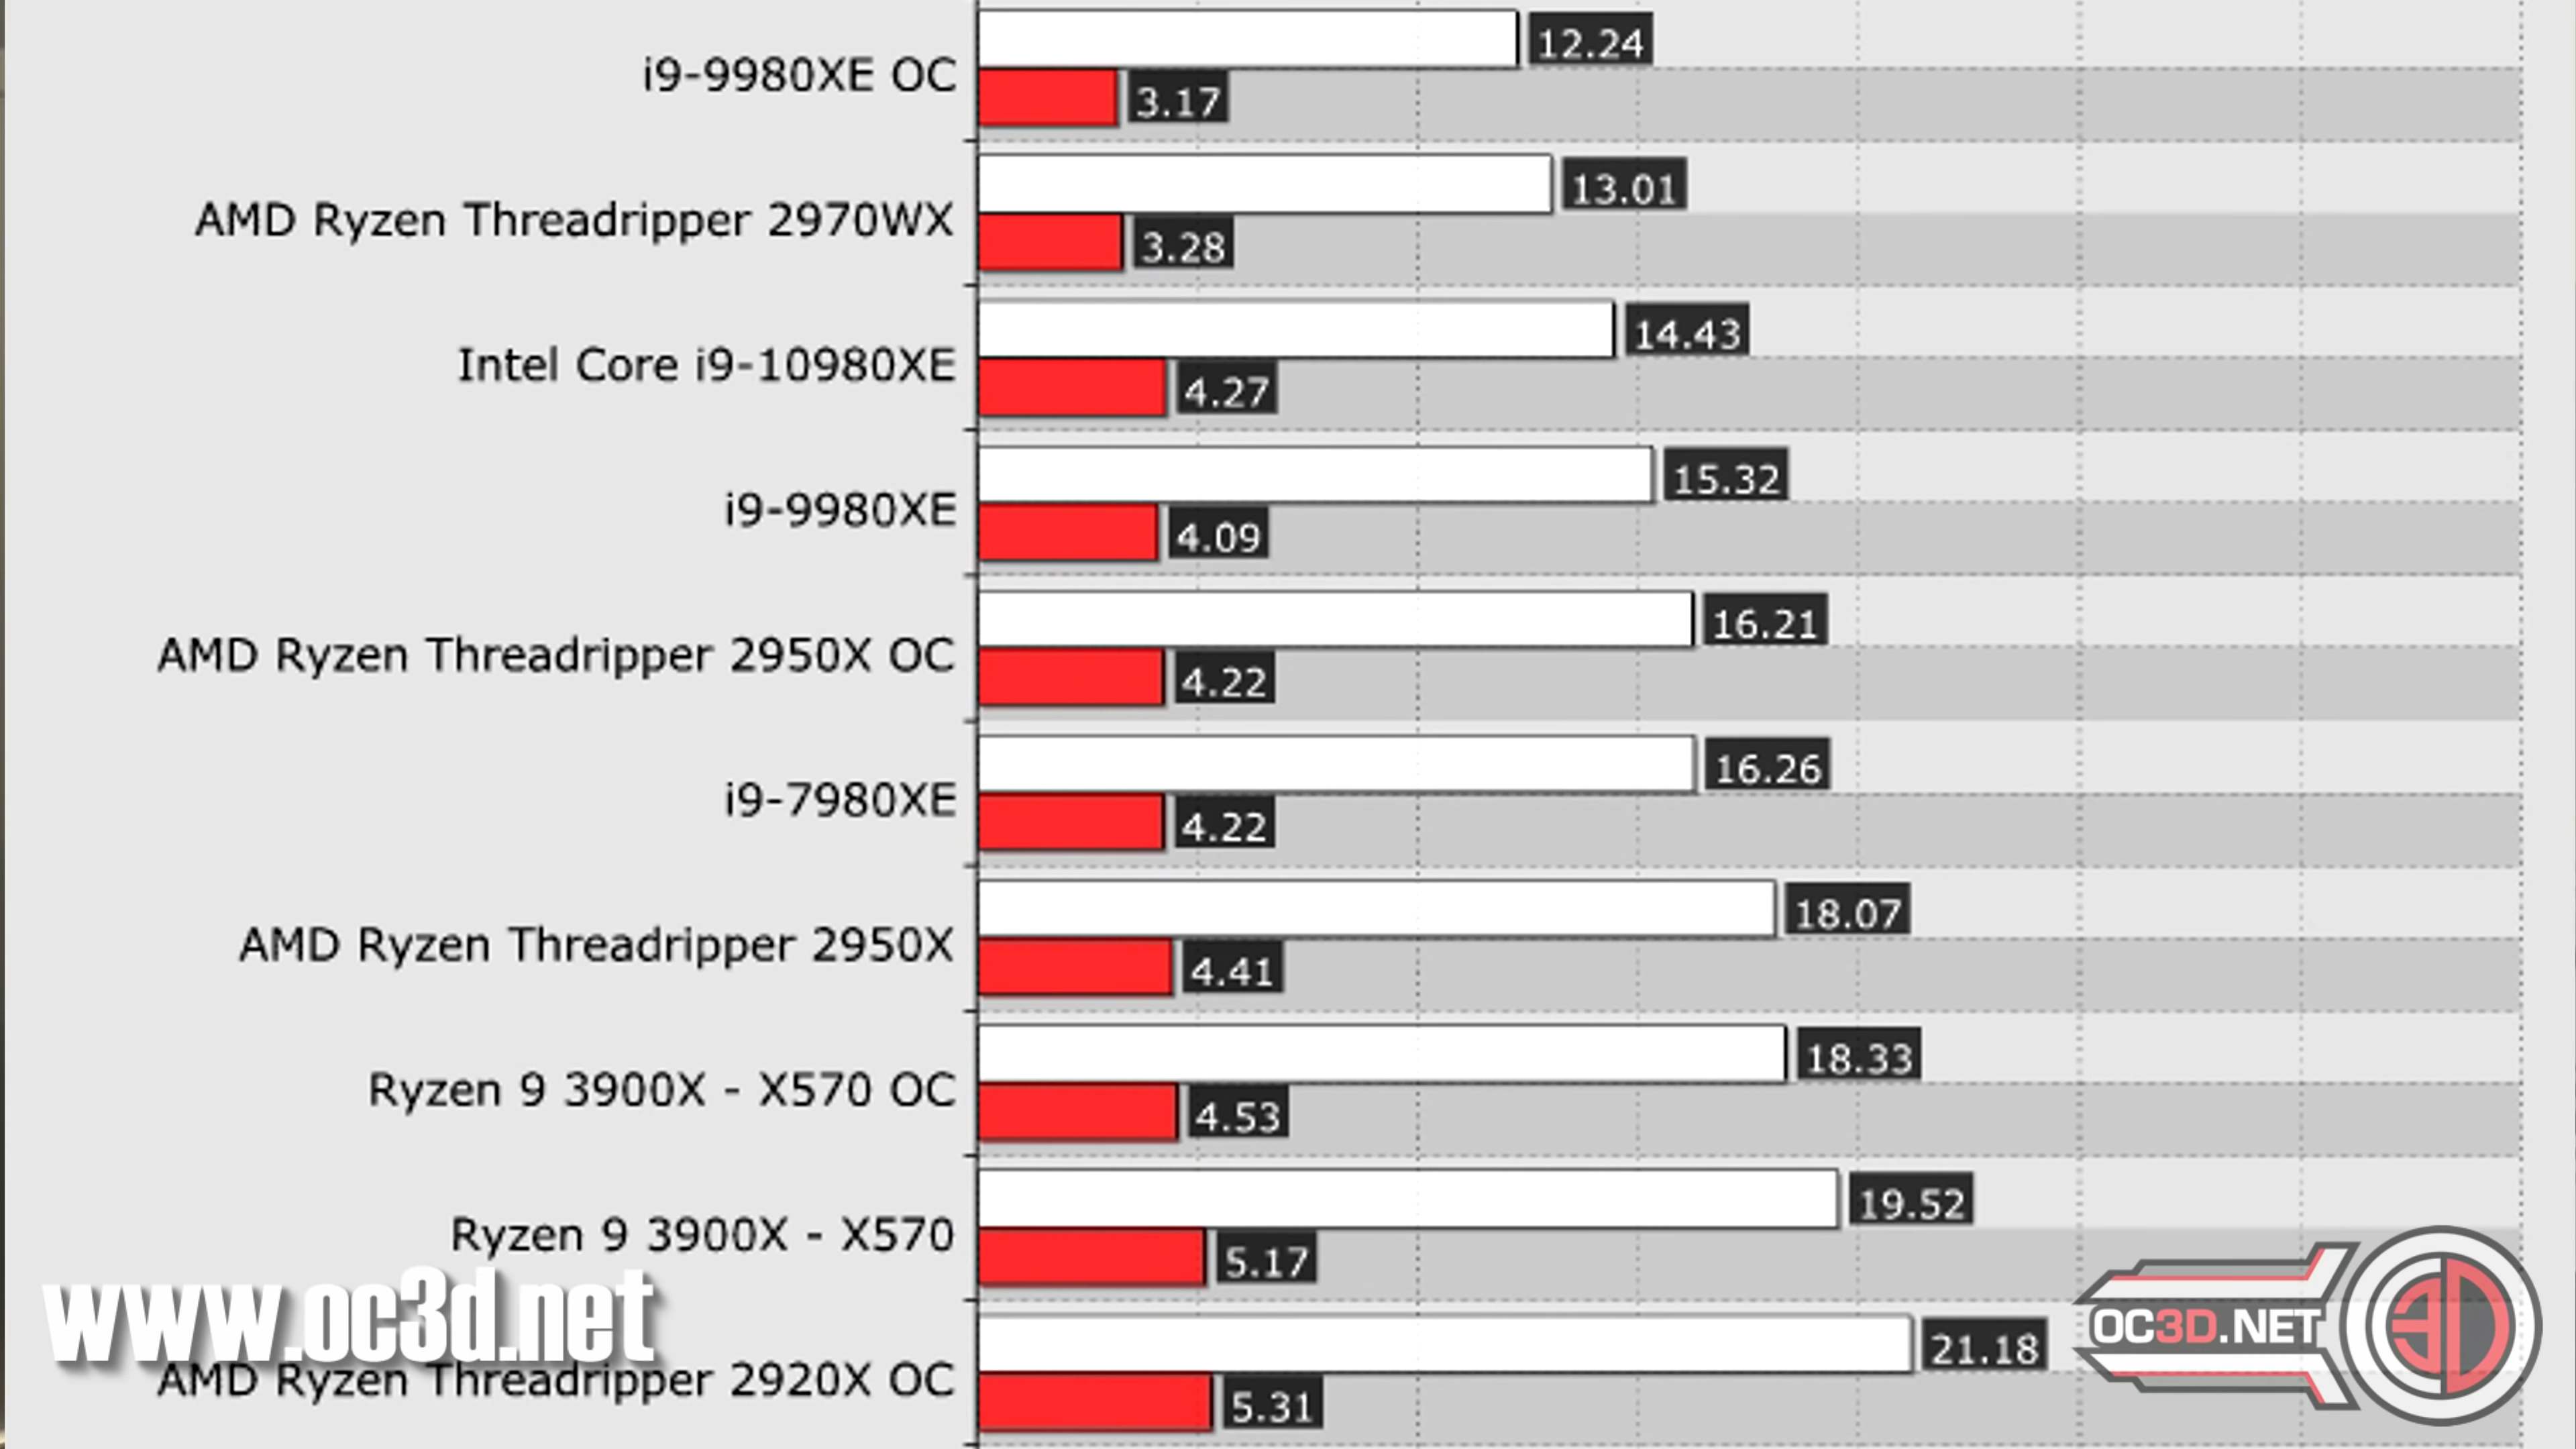 i9-9980XE OC
12.24
3.17
AMD Ryzen Threadripper 2970WX
13.01
3.28
Intel Core i9-10980XE
14.43
4.27
i9-9980XE
15.32
4.09
AMD Ryzen Threadripper 2950X OC
16.21
4.22
i9-7980XE
16.26
4.22
AMD Ryzen Threadripper 2950X
18.07
4.41
Ryzen 9 3900X - X570 OC
18.33
4.53
Ryzen 9 3900X - X570
19.52
5.17
www.oc3d.net
AMD Ryzen Threadripper 2920X OC
21.18
5.31
OC3D.NET
3D